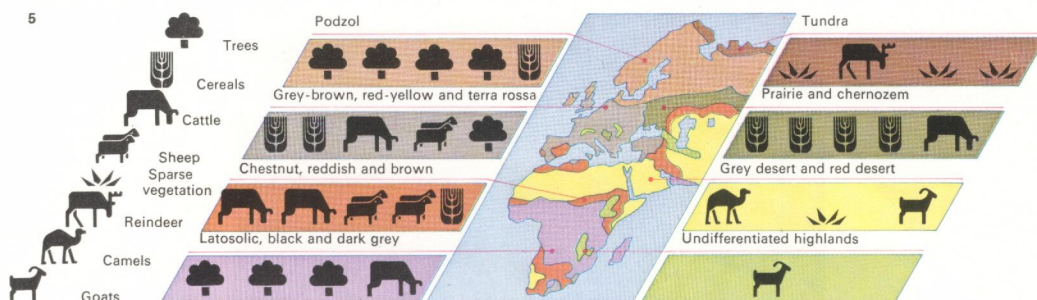 5
Trees
Cereals
Cattle
Sheep
Sparse
vegetation
Reindeer
Camels
Goats
Podzol
Grey-brown, red-yellow and terra rossa
Chestnut, reddish and brown
Latosolic, black and dark grey
Tundra
Prairie and chernozem
Grey desert and red desert
Undifferentiated highlands